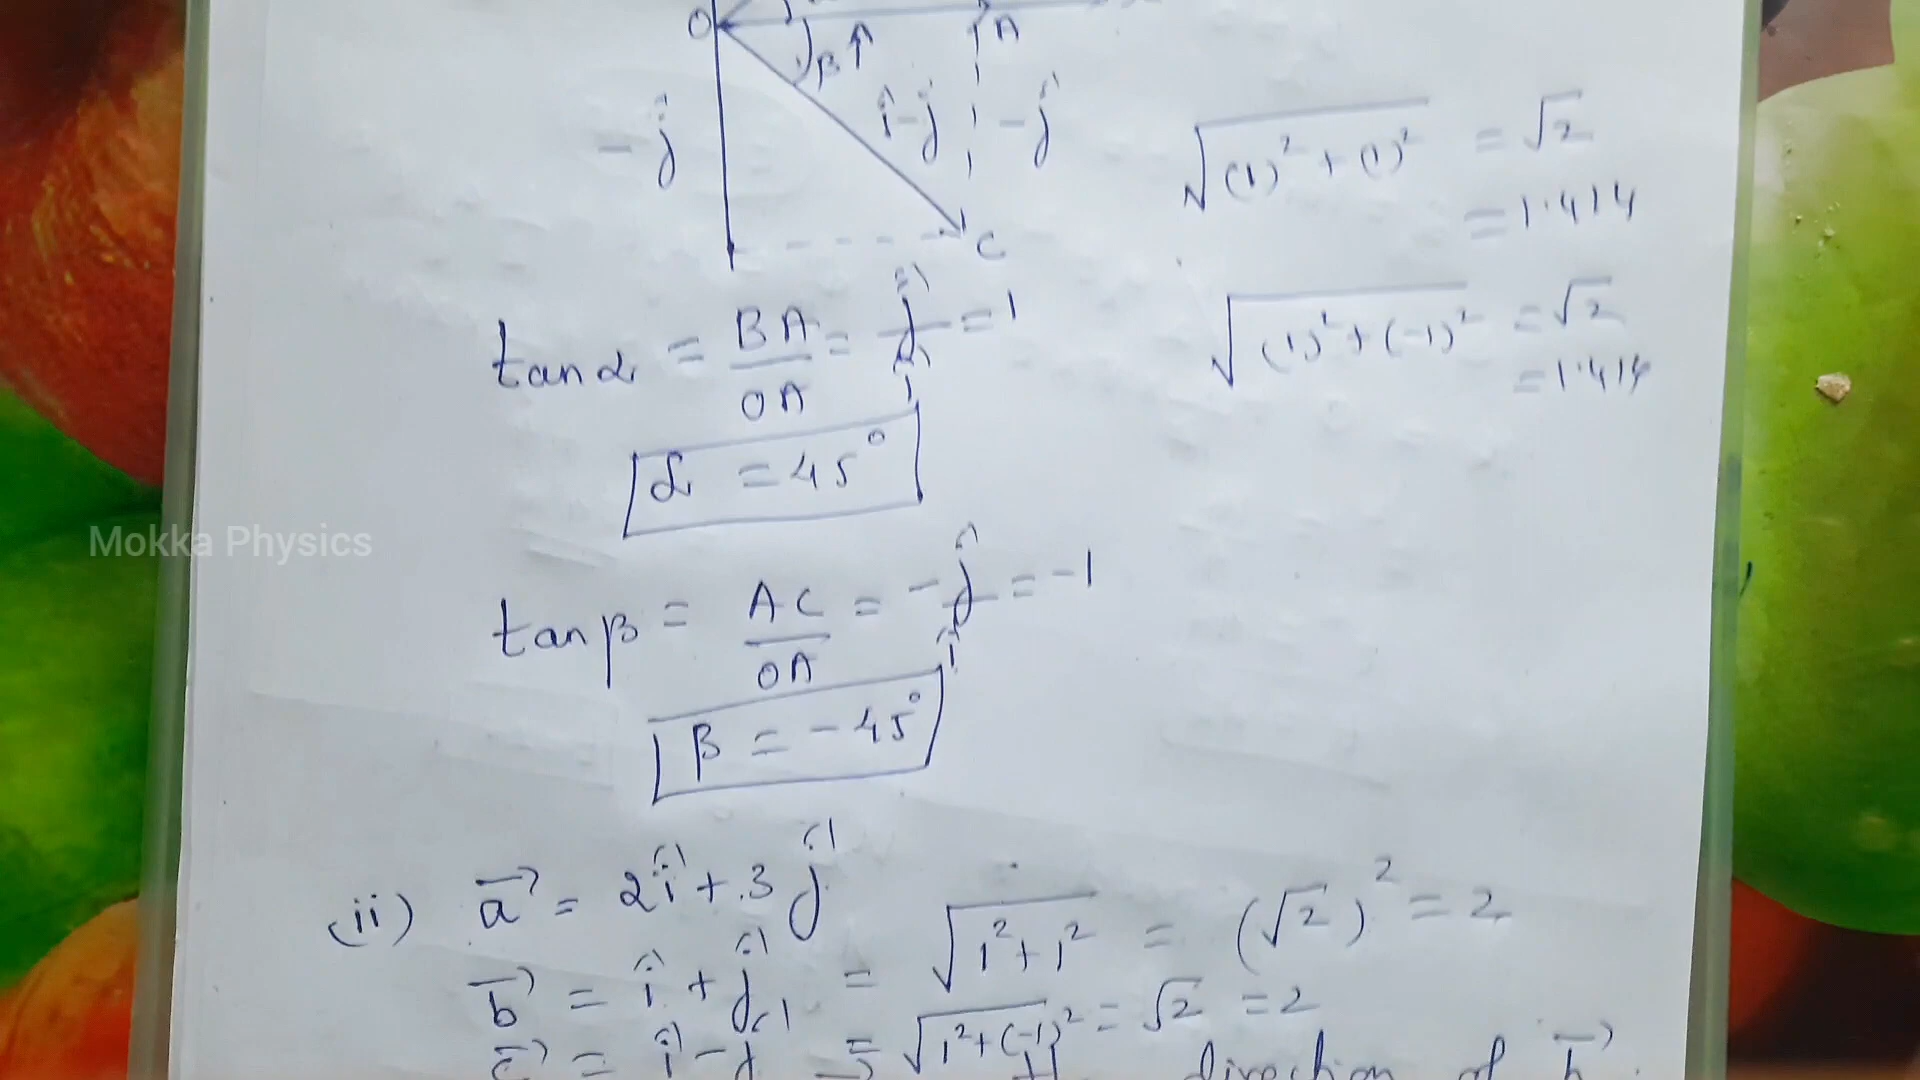 O A
β
-ĵ î-ĵ -ĵ
√(1)² + (1)² = √2
= 1.414
C
√(1)² + (-1)² = √2
= 1.414
tan α = BA/OA = ĵ/î = 1
α = 45°
Mokka Physics
tan β = AC/OA = -ĵ/î = -1
β = -45°
(ii) a⃗ = 2î + 3ĵ
b⃗ = î + ĵ = √1² + 1² = (√2)² = 2
c⃗ = î - ĵ = √1² + (-1)² = √2 = 2
direction of b⃗